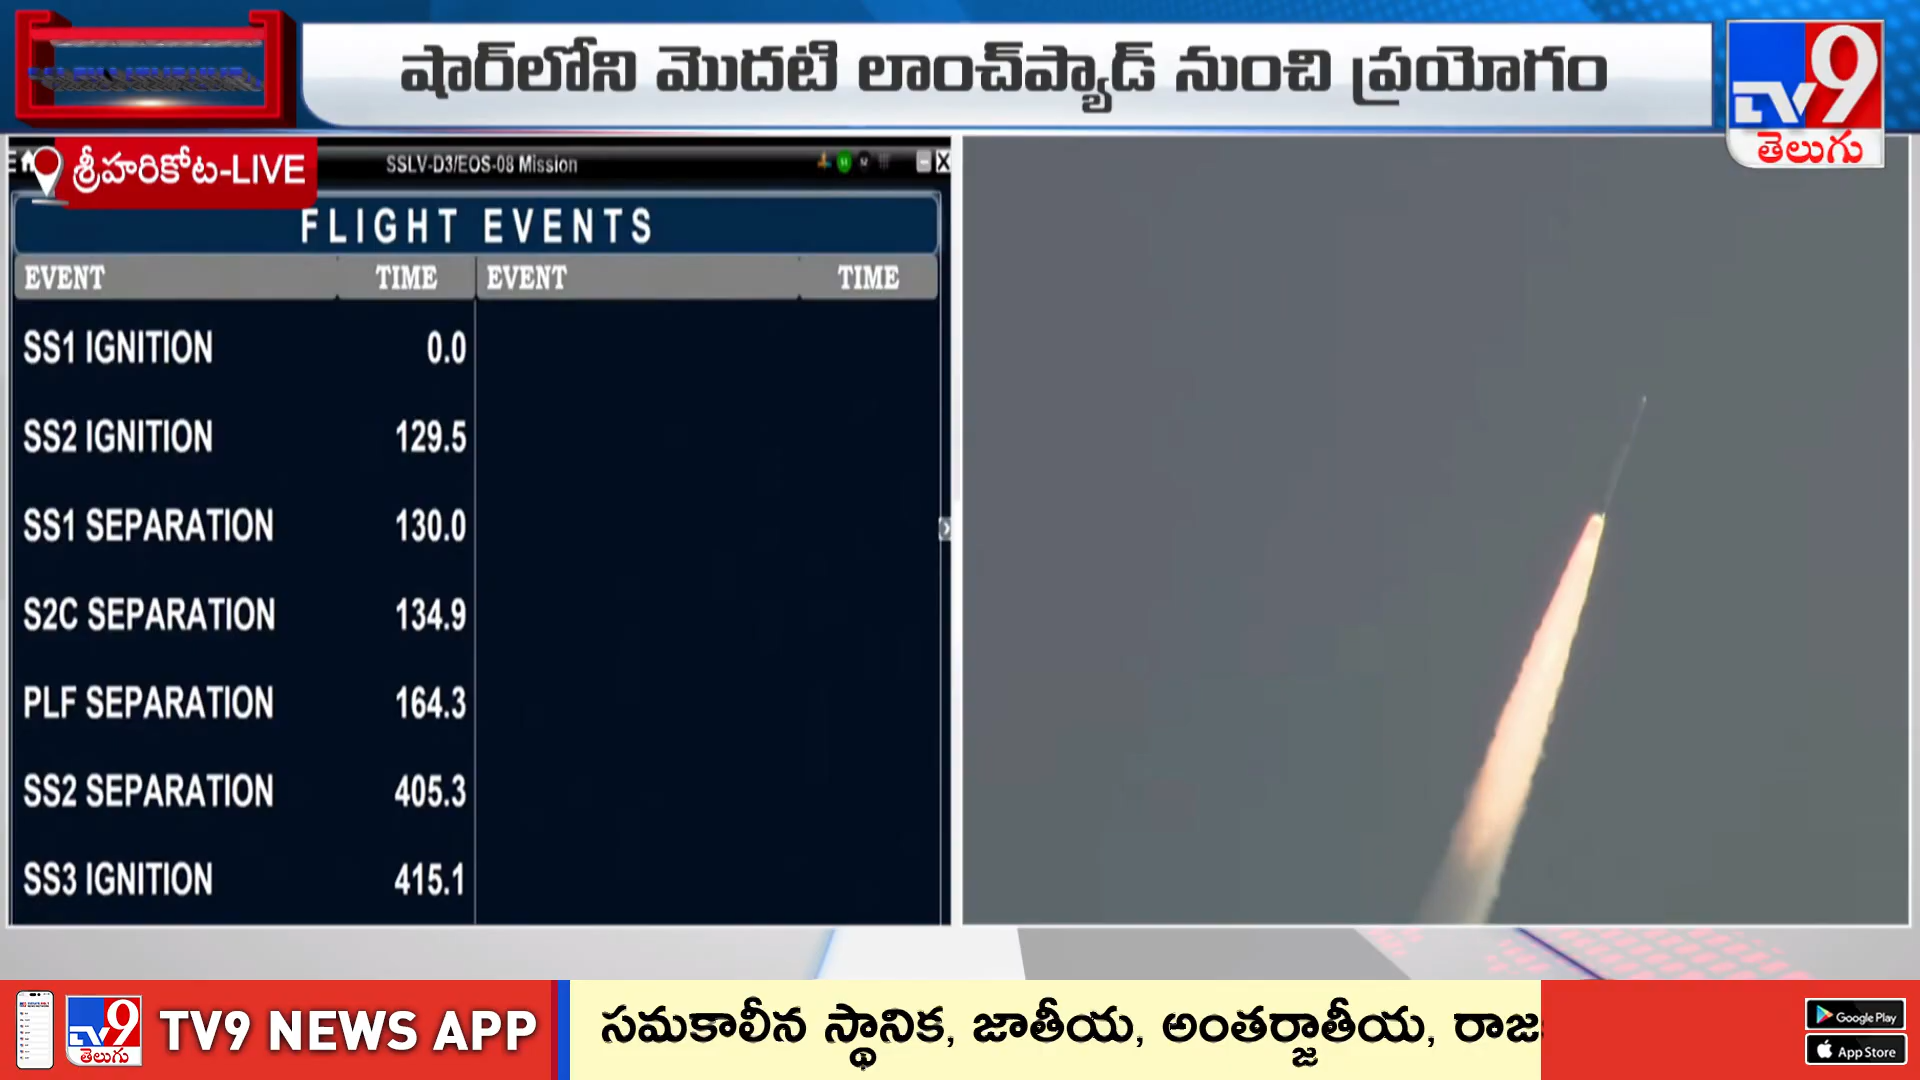 షార్‌లోని మొదటి లాంచ్‌ప్యాడ్ నుంచి ప్రయోగం
TV9
తెలుగు
శ్రీహరికోట-LIVE
SSLV-D3/EOS-08 Mission
FLIGHT EVENTS
EVENT TIME EVENT TIME
SS1 IGNITION 0.0
SS2 IGNITION 129.5
SS1 SEPARATION 130.0
S2C SEPARATION 134.9
PLF SEPARATION 164.3
SS2 SEPARATION 405.3
SS3 IGNITION 415.1
TV9
తెలుగు
TV9 NEWS APP
సమకాలీన స్థానిక, జాతీయ, అంతర్జాతీయ, రాజ
Google Play
App Store